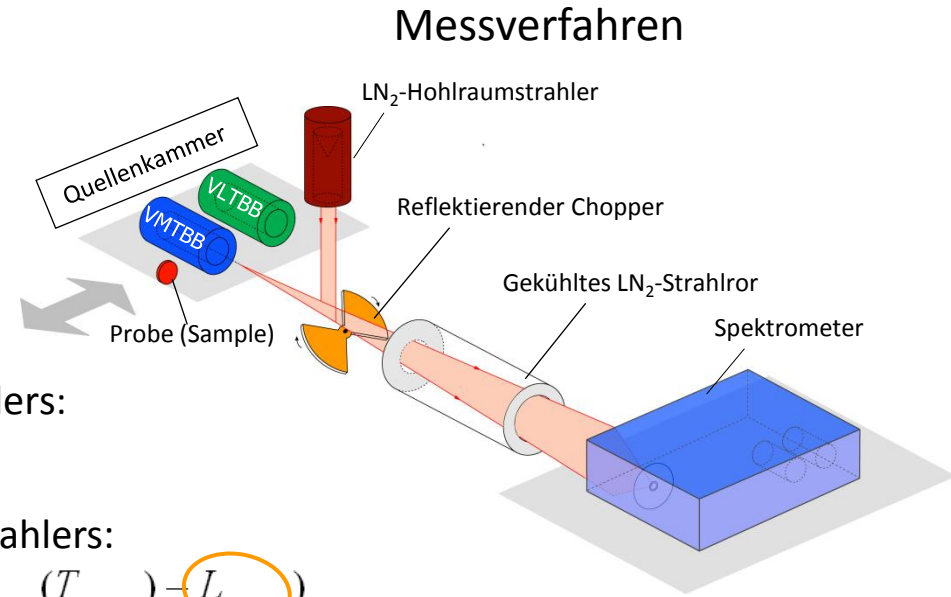 Messverfahren
LN₂-Hohlraumstrahler
Quellenkammer
VLTBB
VMTBB
Reflektierender Chopper
Gekühltes LN₂-Strahlror
Spektrometer
Probe (Sample)
lers:
ahlers:
(T ) – L )